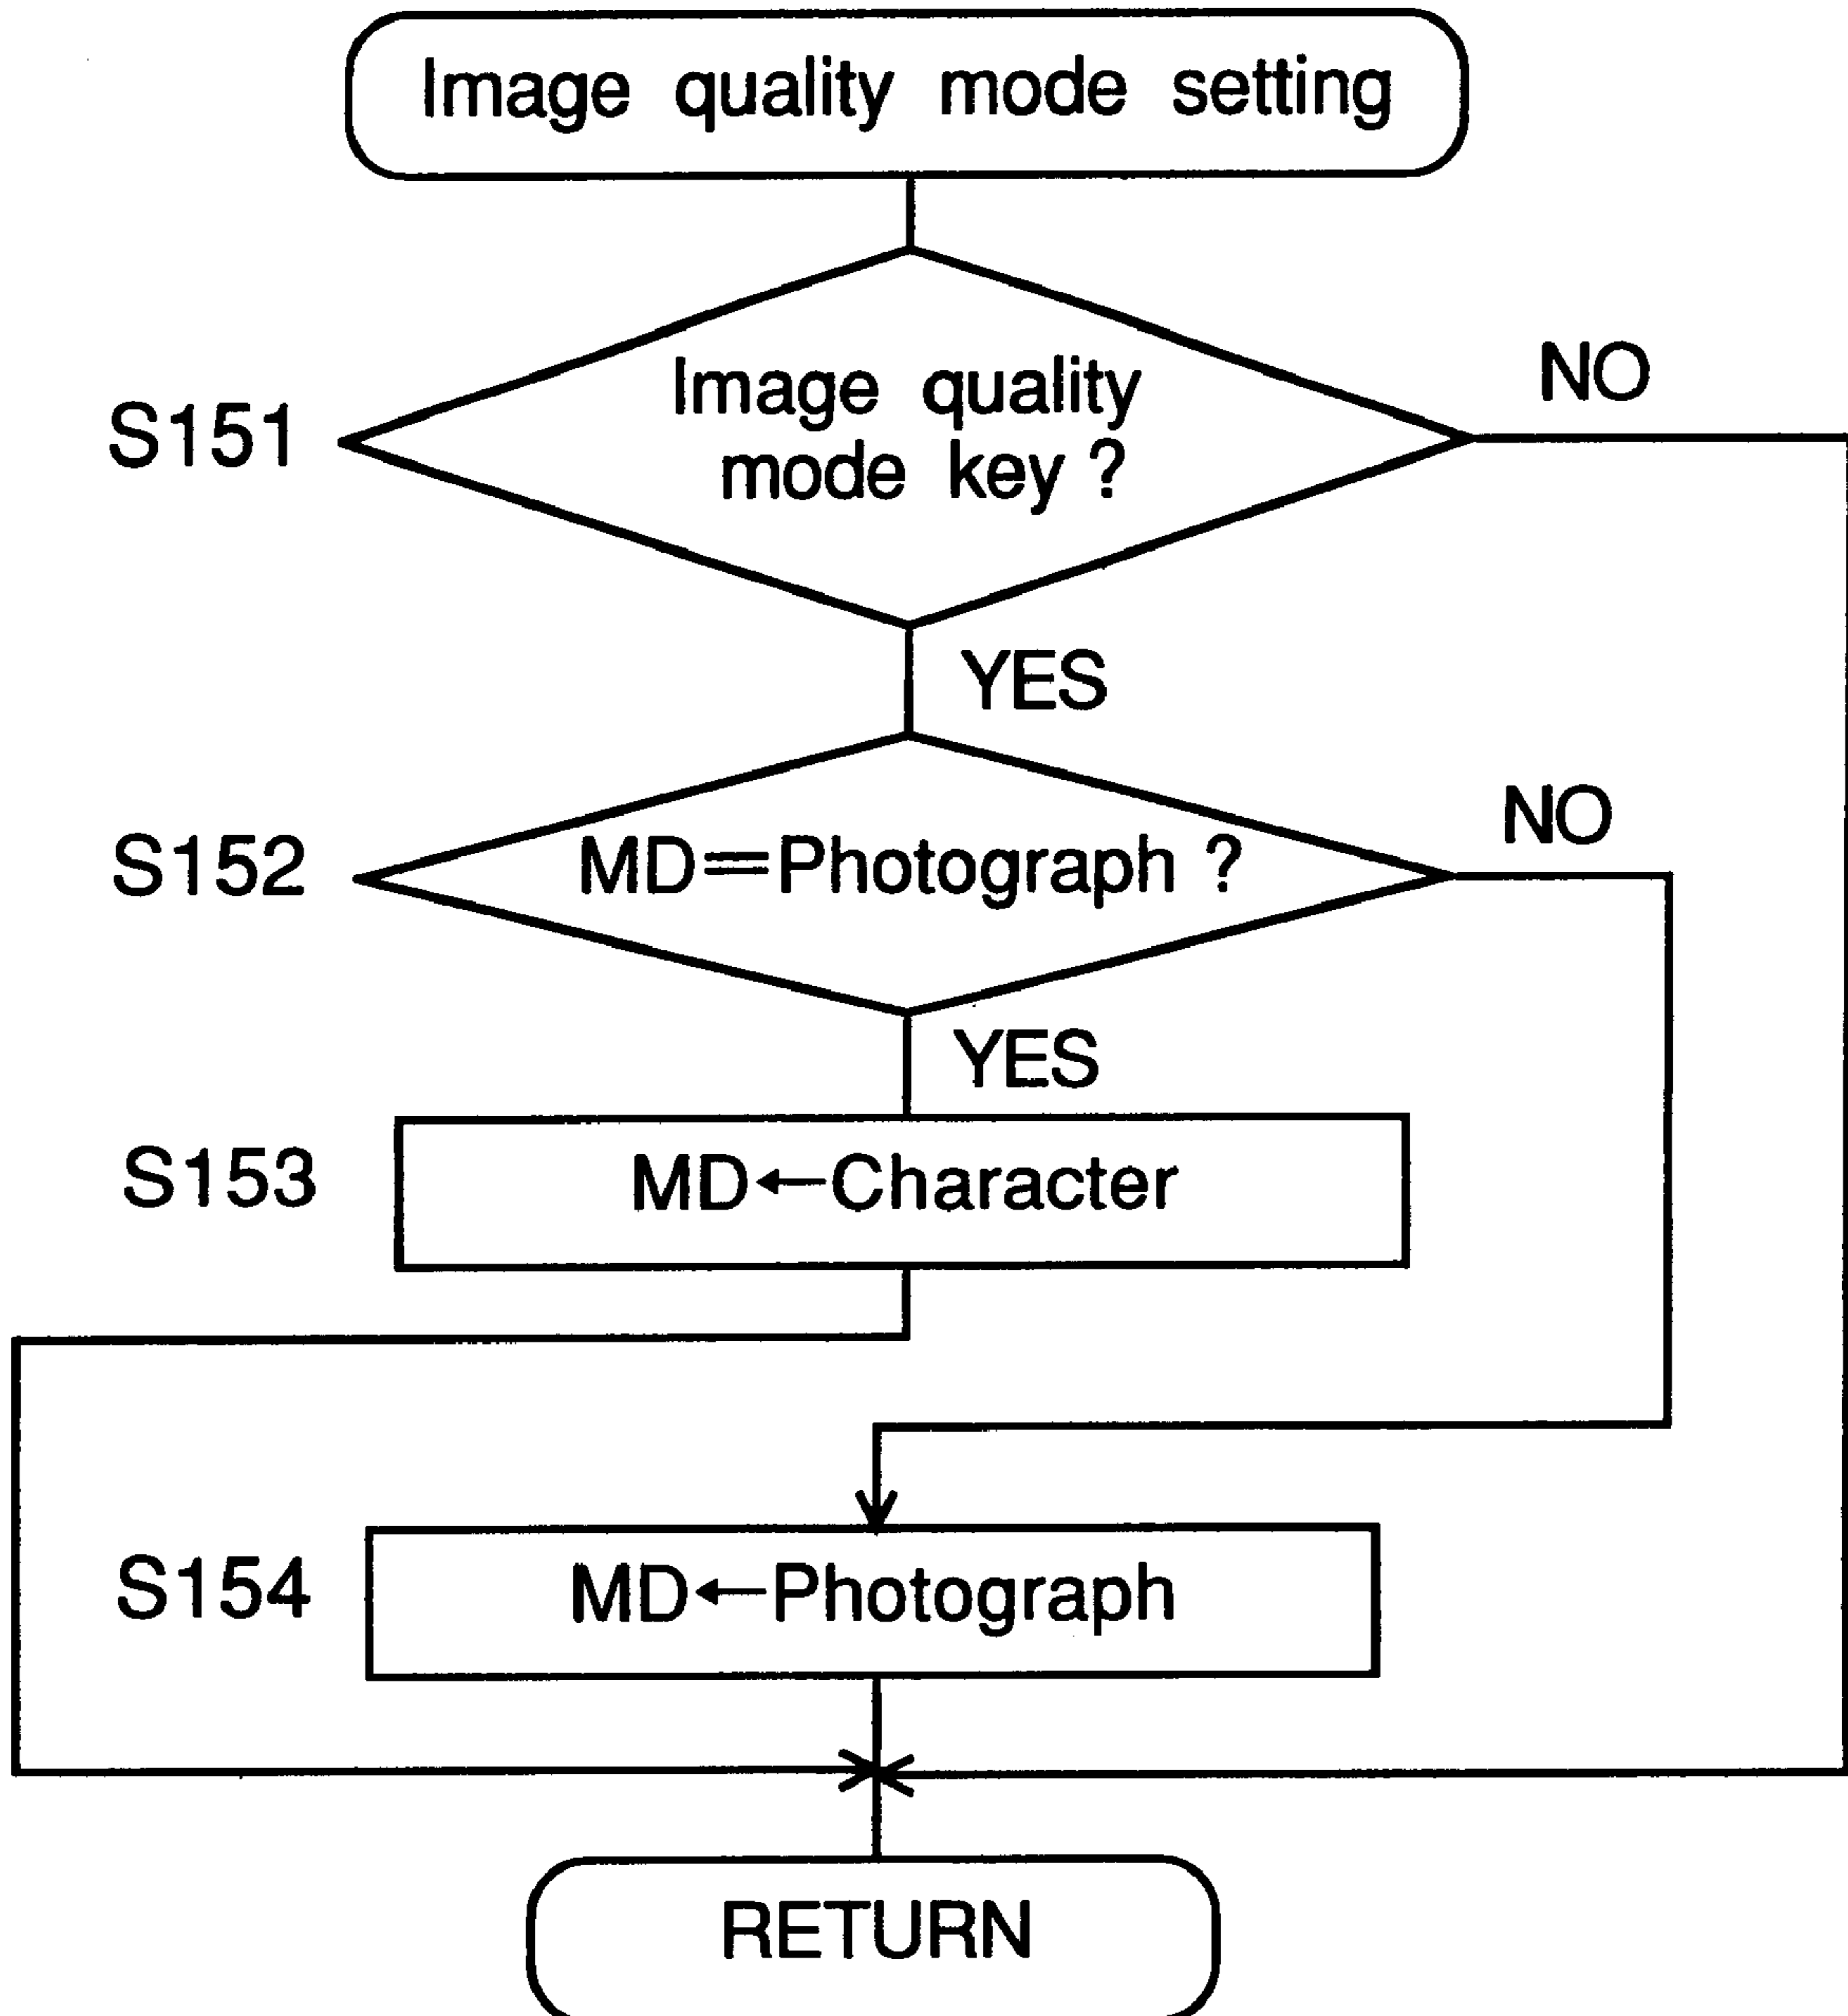 Image quality mode setting
S151
Image quality
mode key ?
NO
YES
S152
MD=Photograph ?
NO
YES
S153
MD←Character
S154
MD←Photograph
RETURN